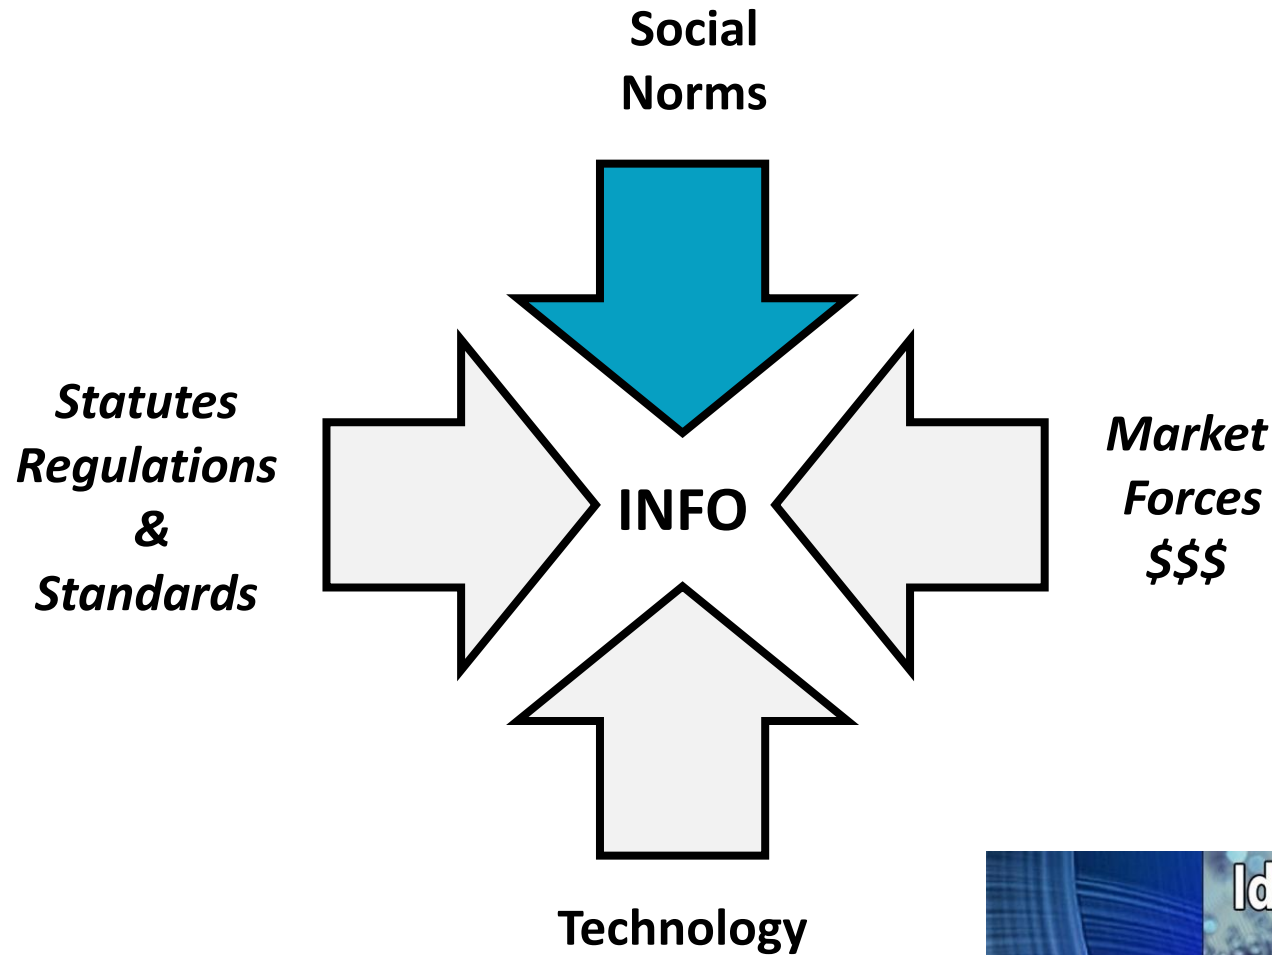 Social
Norms
Statutes
Regulations
&
Standards
INFO
Market
Forces
$$$
Technology